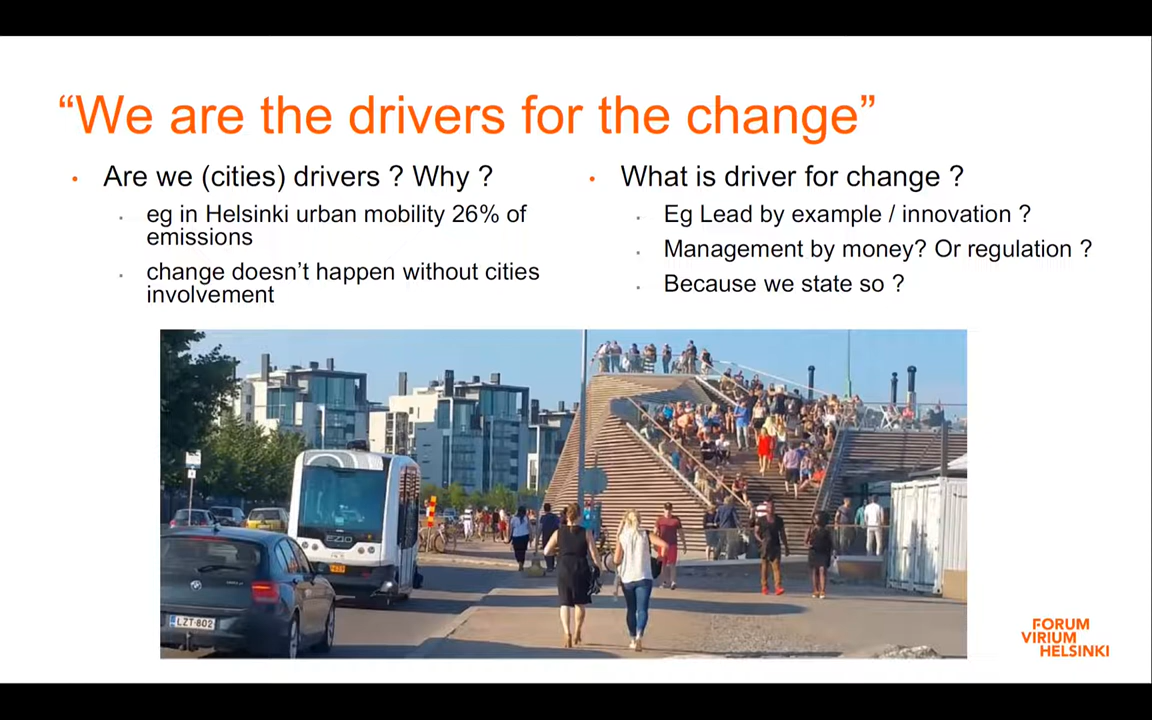 “We are the drivers for the change”
• Are we (cities) drivers ? Why ?
eg in Helsinki urban mobility 26% of
emissions
change doesn’t happen without cities
involvement
• What is driver for change ?
Eg Lead by example / innovation ?
Management by money? Or regulation ?
Because we state so ?
EZ10
LZT-802
FORUM
VIRIUM
HELSINKI